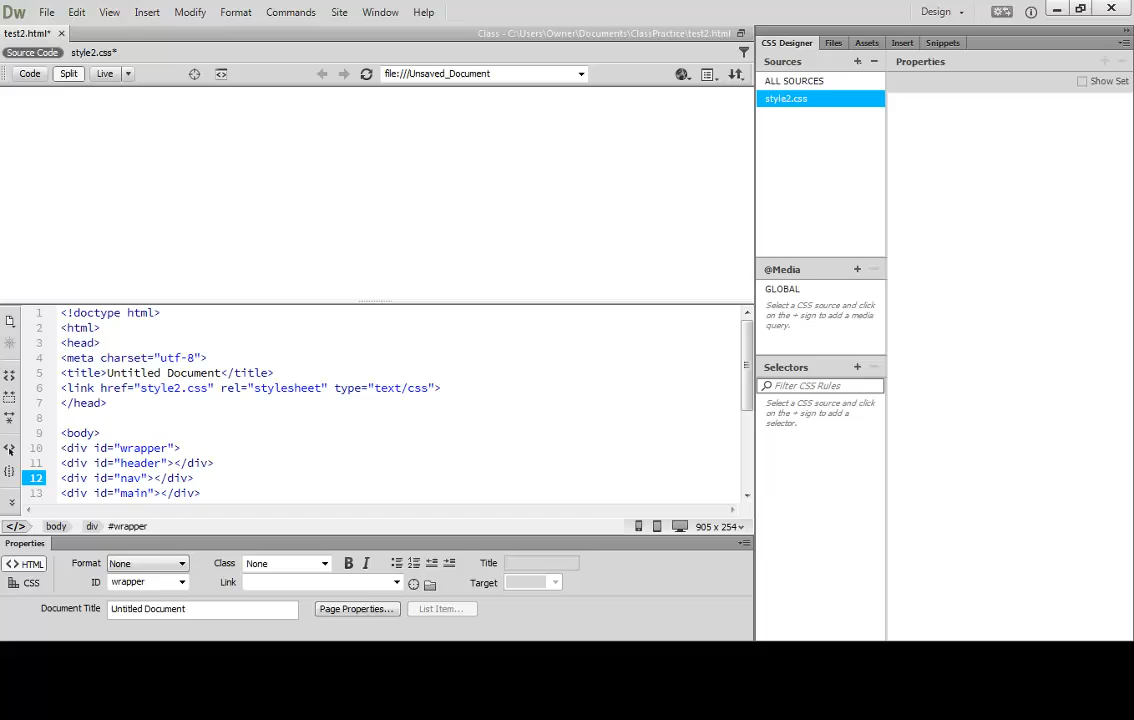 Dw File Edit View Insert Modify Format Commands Site Window Help Design
test2.html* Class - C:\Users\Owner\Documents\ClassPractice\test2.html
Source Code style2.css*
Code Split Live file:///Unsaved_Document
CSS Designer Files Assets Insert Snippets
Sources
ALL SOURCES
style2.css
Properties
Show Set
@Media
GLOBAL
Select a CSS source and click
on the + sign to add a media
query.
Selectors
Filter CSS Rules
Select a CSS source and click
on the + sign to add a
selector.
1 <!doctype html>
2 <html>
3 <head>
4 <meta charset="utf-8">
5 <title>Untitled Document</title>
6 <link href="style2.css" rel="stylesheet" type="text/css">
7 </head>
8
9 <body>
10 <div id="wrapper">
11 <div id="header"></div>
12 <div id="nav"></div>
13 <div id="main"></div>
body div #wrapper 905 x 254
Properties
<> HTML Format None Class None B I Title
CSS ID wrapper Link Target
Document Title Untitled Document Page Properties... List Item...